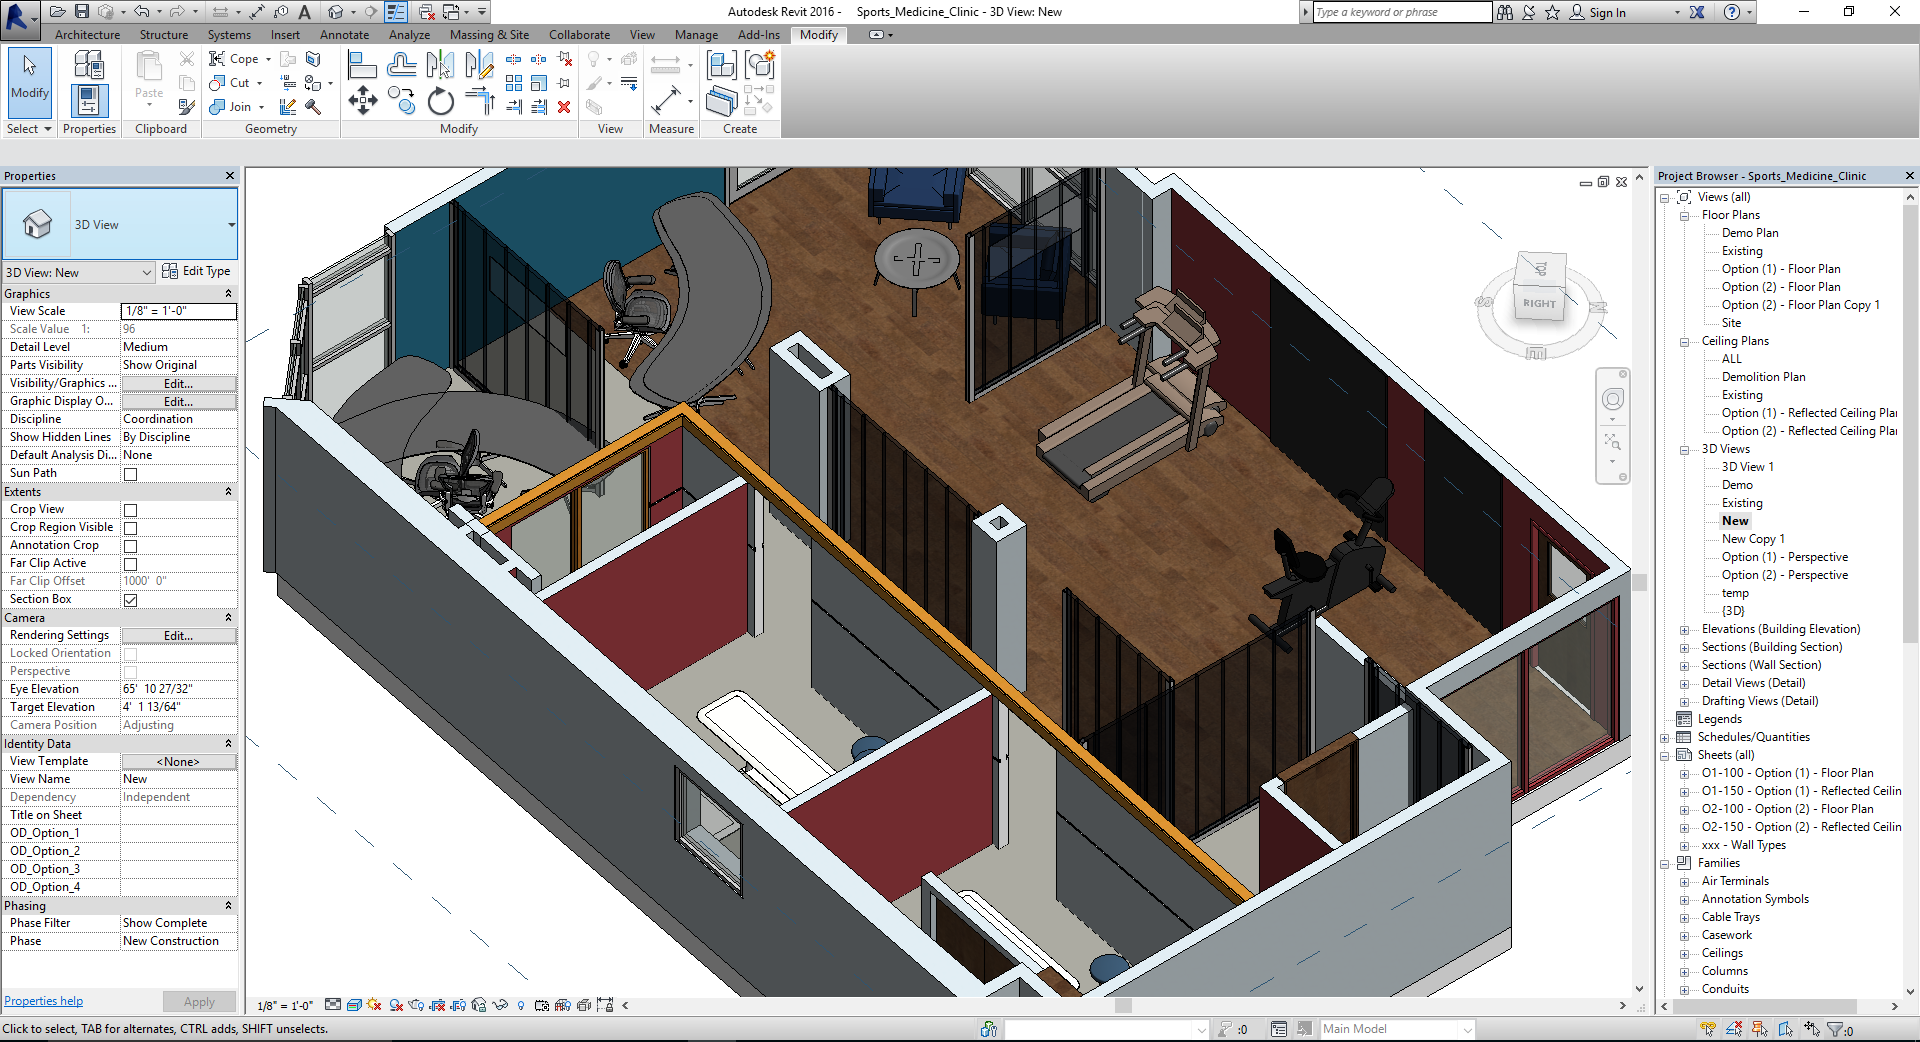 Autodesk Revit 2016 -     Sports_Medicine_Clinic - 3D View: New
Type a keyword or phrase
Sign In
Architecture
Structure
Systems
Insert
Annotate
Analyze
Massing & Site
Collaborate
View
Manage
Add-Ins
Modify
Modify
Paste
Cope
Cut
Join
Select
Properties
Clipboard
Geometry
Modify
View
Measure
Create
Properties
3D View
3D View: New
Edit Type
Graphics
View Scale 1/8" = 1'-0"
Scale Value 1: 96
Detail Level Medium
Parts Visibility Show Original
Visibility/Graphics ... Edit...
Graphic Display O... Edit...
Discipline Coordination
Show Hidden Lines By Discipline
Default Analysis Di... None
Sun Path
Extents
Crop View
Crop Region Visible
Annotation Crop
Far Clip Active
Far Clip Offset 1000' 0"
Section Box
Camera
Rendering Settings Edit...
Locked Orientation
Perspective
Eye Elevation 65' 10 27/32"
Target Elevation 4' 1 13/64"
Camera Position Adjusting
Identity Data
View Template <None>
View Name New
Dependency Independent
Title on Sheet
OD_Option_1
OD_Option_2
OD_Option_3
OD_Option_4
Phasing
Phase Filter Show Complete
Phase New Construction
Properties help
Apply
TOP
RIGHT
1/8" = 1'-0"
Project Browser - Sports_Medicine_Clinic
Views (all)
Floor Plans
Demo Plan
Existing
Option (1) - Floor Plan
Option (2) - Floor Plan
Option (2) - Floor Plan Copy 1
Site
Ceiling Plans
ALL
Demolition Plan
Existing
Option (1) - Reflected Ceiling Plai
Option (2) - Reflected Ceiling Plai
3D Views
3D View 1
Demo
Existing
New
New Copy 1
Option (1) - Perspective
Option (2) - Perspective
temp
{3D}
Elevations (Building Elevation)
Sections (Building Section)
Sections (Wall Section)
Detail Views (Detail)
Drafting Views (Detail)
Legends
Schedules/Quantities
Sheets (all)
O1-100 - Option (1) - Floor Plan
O1-150 - Option (1) - Reflected Ceilin
O2-100 - Option (2) - Floor Plan
O2-150 - Option (2) - Reflected Ceilin
xxx - Wall Types
Families
Air Terminals
Annotation Symbols
Cable Trays
Casework
Ceilings
Columns
Conduits
Click to select, TAB for alternates, CTRL adds, SHIFT unselects.
:0
Main Model
:0